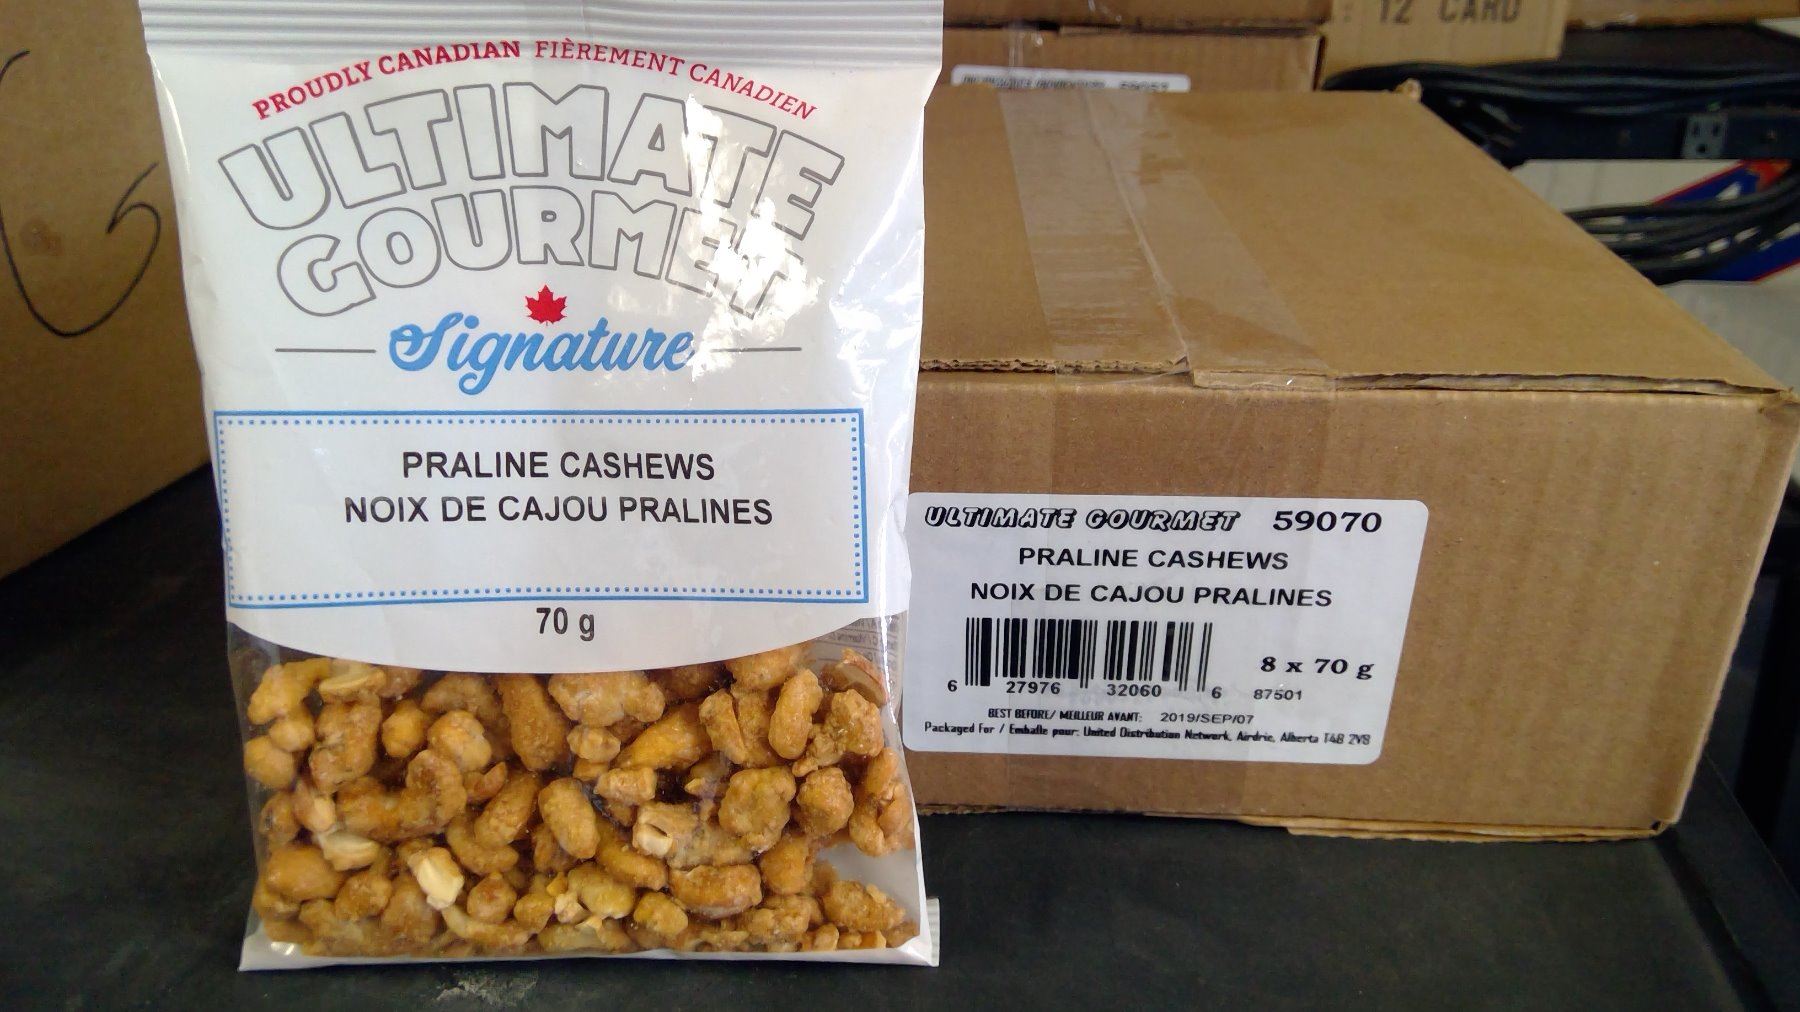 PROUDLY CANADIAN FIÈREMENT CANADIEN
ULTIMATE
GOURMET
Signature
PRALINE CASHEWS
NOIX DE CAJOU PRALINES
70 g
12 CARD
ULTIMATE GOURMET 59070
PRALINE CASHEWS
NOIX DE CAJOU PRALINES
8 x 70 g
6 27976 32060 6 87501
BEST BEFORE/ MEILLEUR AVANT: 2019/SEP/07
Packaged For / Emballe pour: United Distribution Network, Airdrie, Alberta T4B 2V8